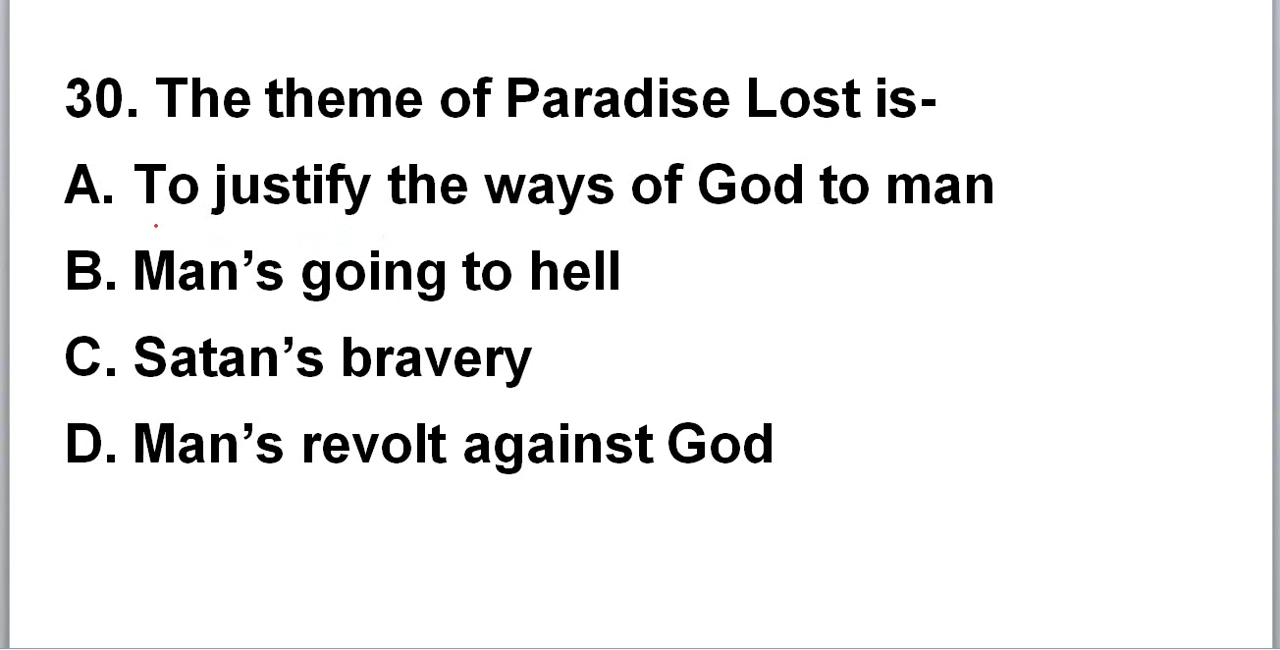 30. The theme of Paradise Lost is-
A. To justify the ways of God to man
B. Man’s going to hell
C. Satan’s bravery
D. Man’s revolt against God